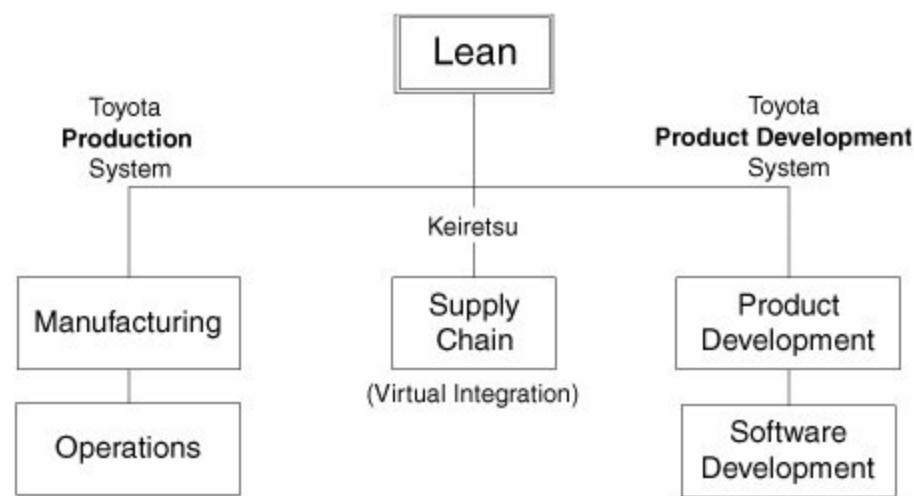 Lean
Toyota
Production
System
Toyota
Product Development
System
Keiretsu
Manufacturing
Supply
Chain
Product
Development
(Virtual Integration)
Operations
Software
Development